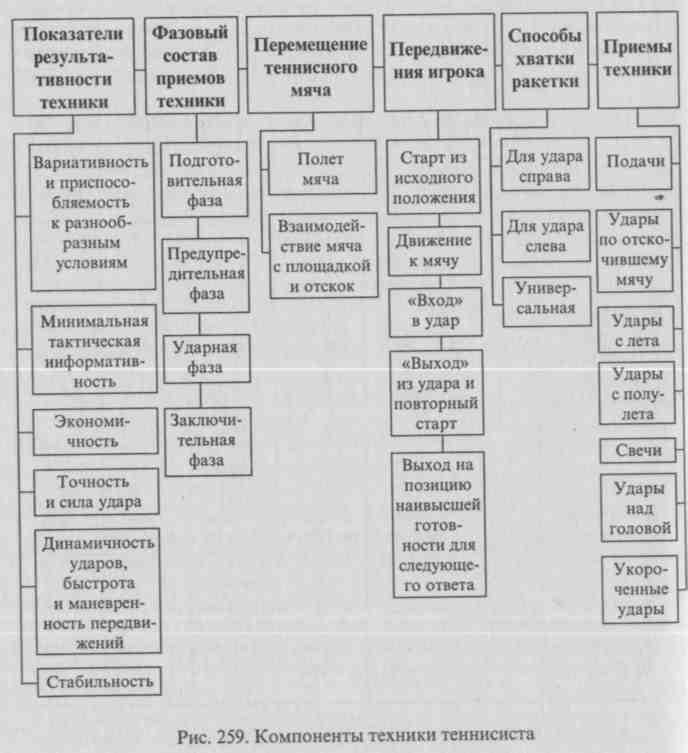 Показатели
результа-
тивности
техники
Фазовый
состав
приемов
техники
Перемещение
теннисного
мяча
Передвиже-
ния игрока
Способы
хватки
ракетки
Приемы
техники
Вариативность
и приспосо-
бляемость
к разнооб-
разным
условиям
Минимальная
тактическая
информатив-
ность
Экономи-
чность
Точность
и сила удара
Динамичность
ударов,
быстрота
и маневрен-
ность передви-
жений
Стабильность
Подгото-
вительная
фаза
Предупре-
дительная
фаза
Ударная
фаза
Заключи-
тельная
фаза
Полет
мяча
Взаимодей-
ствие мяча
с площадкой
и отскок
Старт из
исходного
положения
Движение
к мячу
«Вход»
в удар
«Выход»
из удара и
повторный
старт
Выход на
позицию
наивысшей
готов-
ности для
следующе-
го ответа
Для удара
справа
Для удара
слева
Универ-
сальная
Подачи
Удары
по отско-
чившему
мячу
Удары
с лета
Удары
с полу-
лета
Свечи
Удары
над
головой
Укоро-
ченные
удары
Рис. 259. Компоненты техники теннисиста